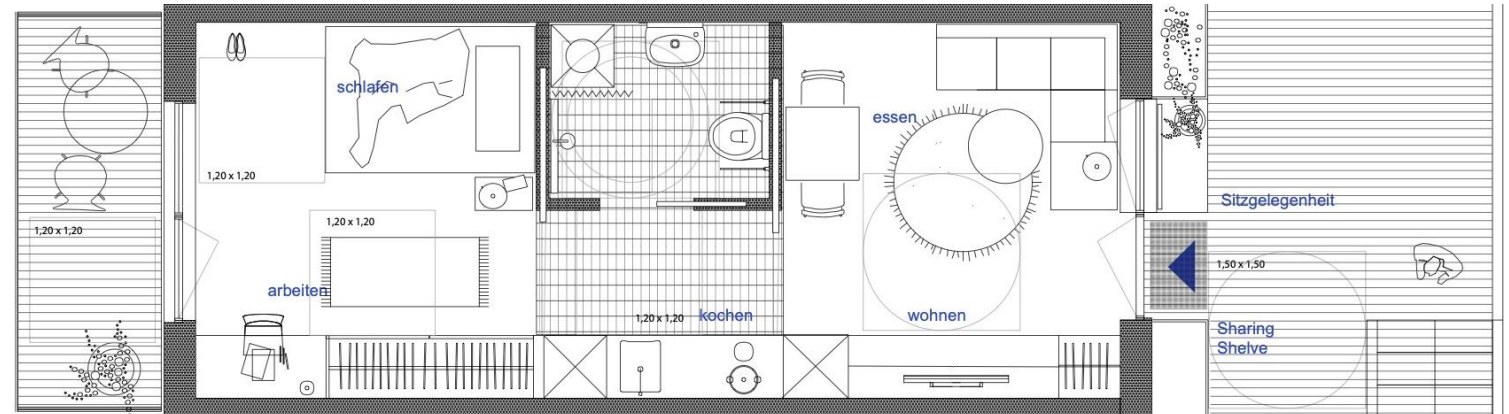 schlafen
1,20 x 1,20
1,20 x 1,20
1,20 x 1,20
arbeiten
1,20 x 1,20
kochen
essen
wohnen
Sitzgelegenheit
1,50 x 1,50
Sharing
Shelve